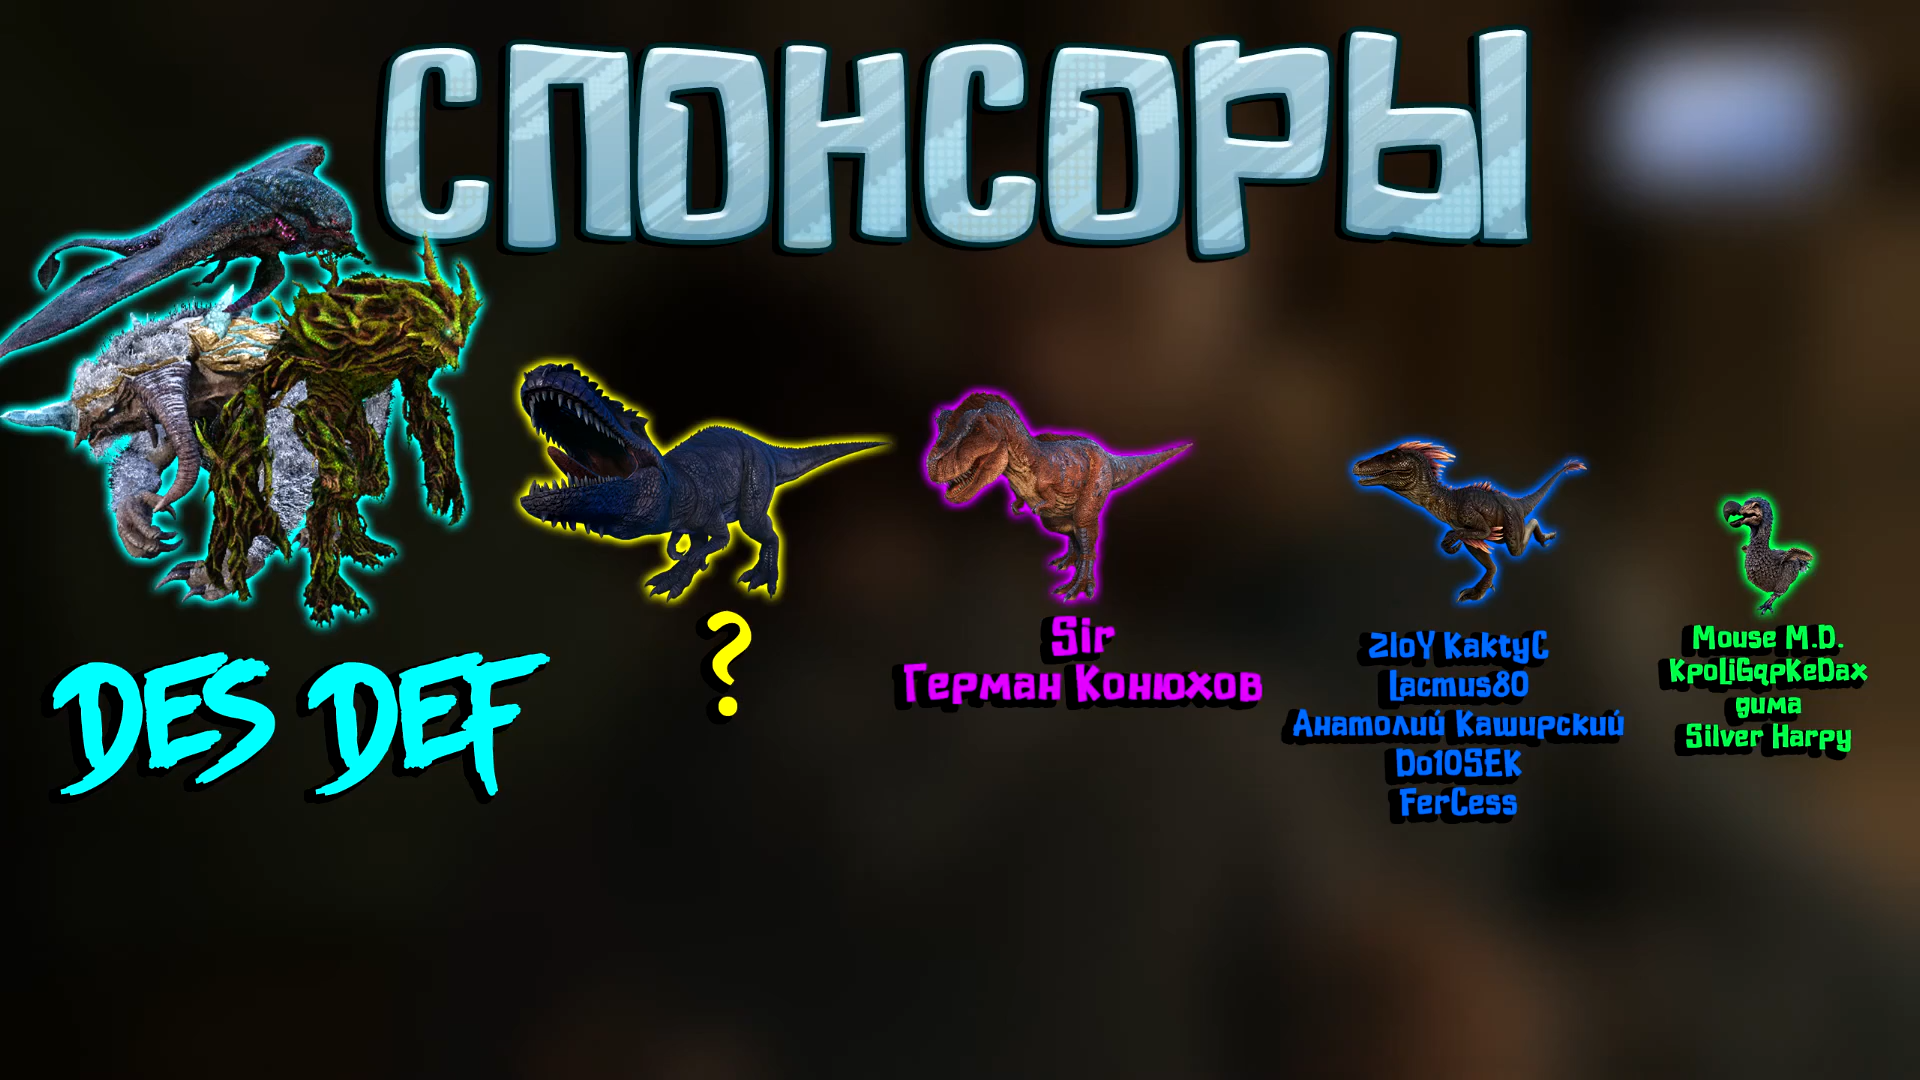 СПОНСОРЫ
DES DEF
?
Sir
Герман Конюхов
ZloY KaktyC
Lacmus80
Анатолий Каширский
Do10SEK
FerCess
Mouse M.D.
KpoLiGqpKeDax
дима
Silver Harpy